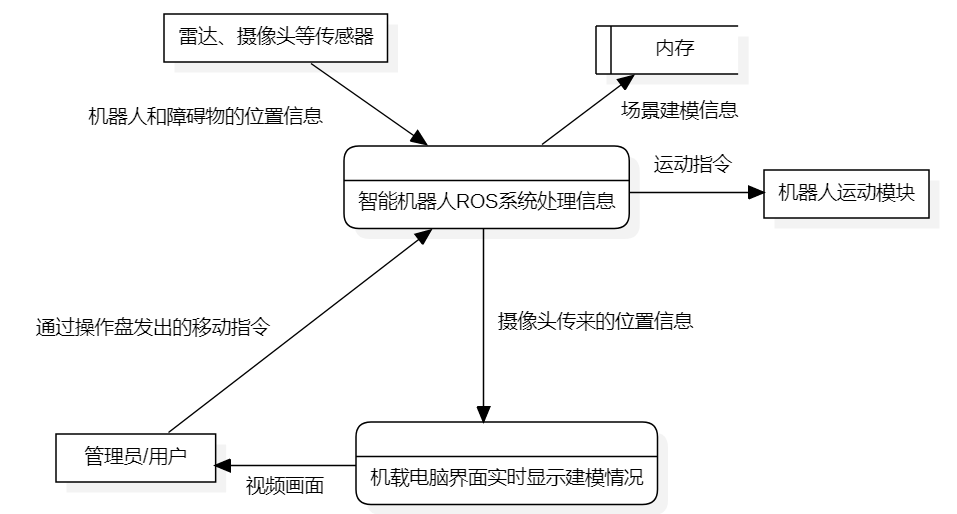 雷达、摄像头等传感器
内存
机器人和障碍物的位置信息
场景建模信息
运动指令
智能机器人ROS系统处理信息
机器人运动模块
通过操作盘发出的移动指令
摄像头传来的位置信息
管理员/用户
视频画面
机载电脑界面实时显示建模情况